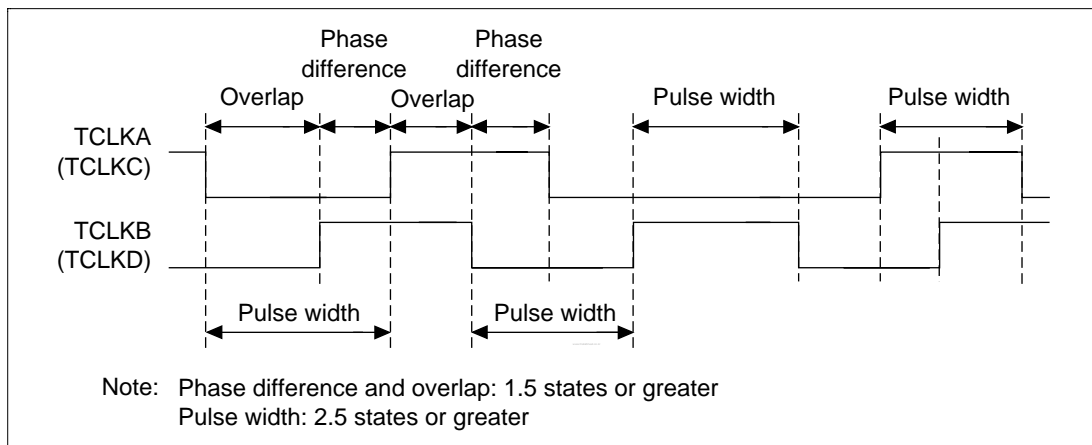 Phase
difference
Phase
difference
Overlap
Overlap
Pulse width
Pulse width
TCLKA
(TCLKC)
TCLKB
(TCLKD)
Pulse width
Pulse width
Note: Phase difference and overlap: 1.5 states or greater
Pulse width: 2.5 states or greater